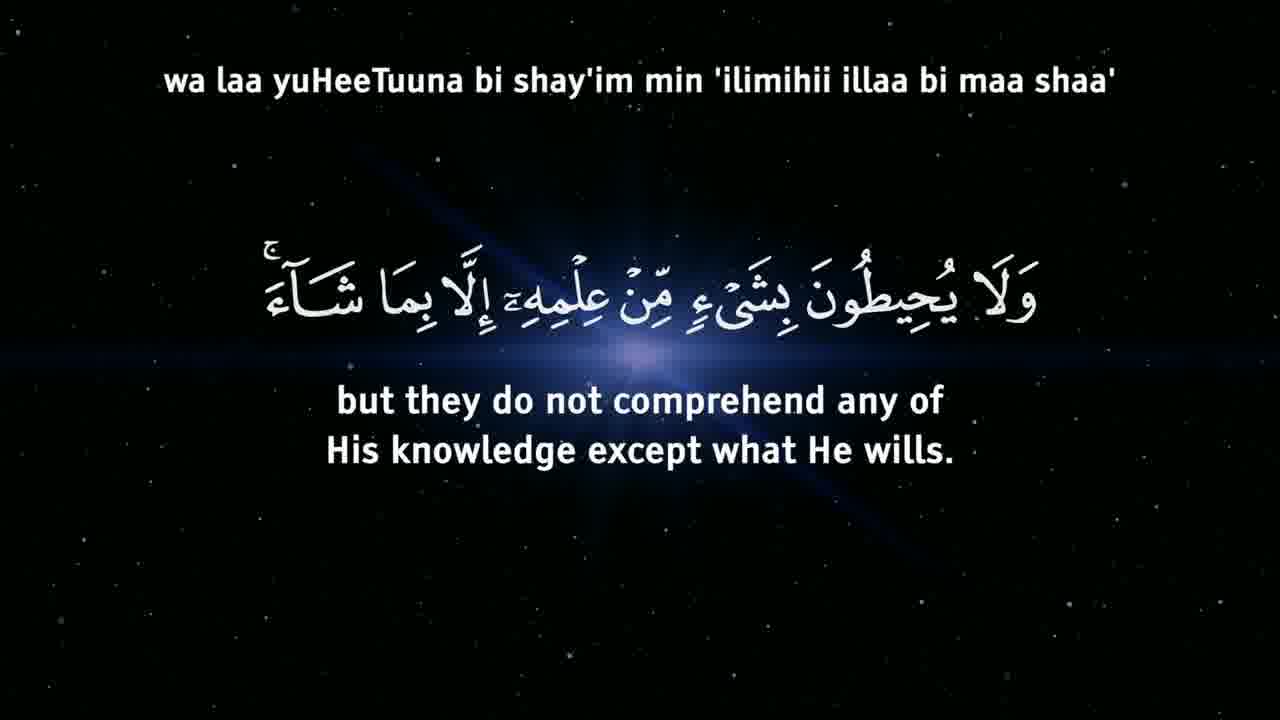 wa laa yuHeeTuuna bi shay'im min 'ilimihii illaa bi maa shaa'
وَلَا يُحِيطُونَ بِشَىْءٍ مِّنْ عِلْمِهِۦٓ إِلَّا بِمَا شَآءَ ۚ
but they do not comprehend any of
His knowledge except what He wills.